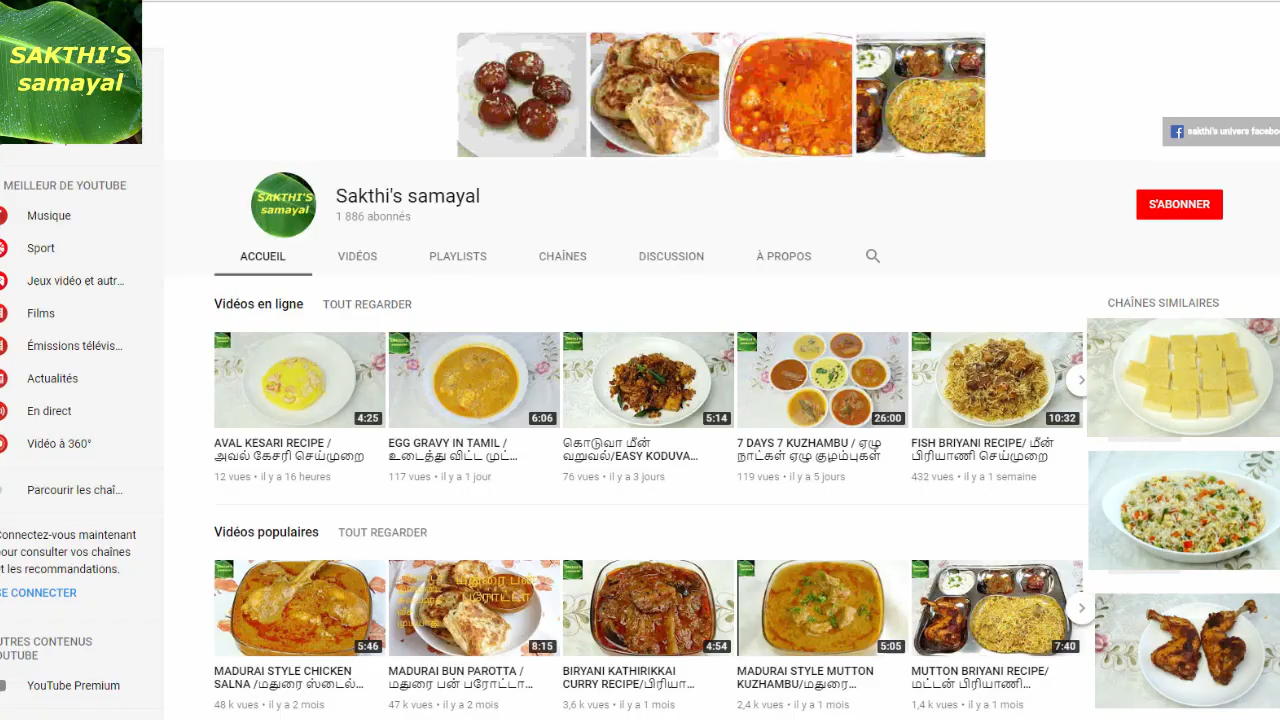 SAKTHI'S
samayal
sakthi's univers facebo
MEILLEUR DE YOUTUBE
Musique
Sport
Jeux vidéo et autr...
Films
Émissions télévis...
Actualités
En direct
Vidéo à 360°
Parcourir les chaî...
Connectez-vous maintenant
pour consulter vos chaînes
et les recommandations.
SE CONNECTER
AUTRES CONTENUS
YOUTUBE
YouTube Premium
SAKTHI'S
samayal
Sakthi's samayal
1 886 abonnés
S'ABONNER
ACCUEIL VIDÉOS PLAYLISTS CHAÎNES DISCUSSION À PROPOS
Vidéos en ligne TOUT REGARDER
CHAÎNES SIMILAIRES
4:25 6:06 5:14 26:00 10:32
AVAL KESARI RECIPE /
அவல் கேசரி செய்முறை
12 vues • il y a 16 heures
EGG GRAVY IN TAMIL /
உடைத்து விட்ட முட்...
117 vues • il y a 1 jour
கொடுவா மீன்
வறுவல்/EASY KODUVA...
76 vues • il y a 3 jours
7 DAYS 7 KUZHAMBU / ஏழு
நாட்கள் ஏழு குழம்புகள்
119 vues • il y a 5 jours
FISH BRIYANI RECIPE/ மீன்
பிரியாணி செய்முறை
432 vues • il y a 1 semaine
Vidéos populaires TOUT REGARDER
மதுரை பன்
பரோட்டா
5:46 8:15 4:54 5:05 7:40
MADURAI STYLE CHICKEN
SALNA /மதுரை ஸ்டைல்...
48 k vues • il y a 2 mois
MADURAI BUN PAROTTA /
மதுரை பன் பரோட்டா...
47 k vues • il y a 2 mois
BIRYANI KATHIRIKKAI
CURRY RECIPE/பிரியா...
3,6 k vues • il y a 1 mois
MADURAI STYLE MUTTON
KUZHAMBU/மதுரை...
2,4 k vues • il y a 1 mois
MUTTON BRIYANI RECIPE/
மட்டன் பிரியாணி...
1,4 k vues • il y a 1 mois